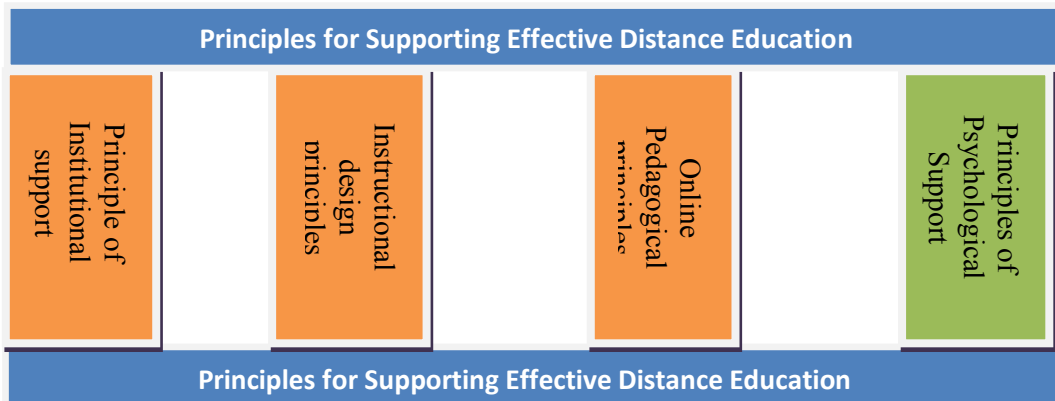 Principles for Supporting Effective Distance Education
Principle of
Institutional
support
Instructional
design
principles
Online
Pedagogical
principles
Principles of
Psychological
Support
Principles for Supporting Effective Distance Education